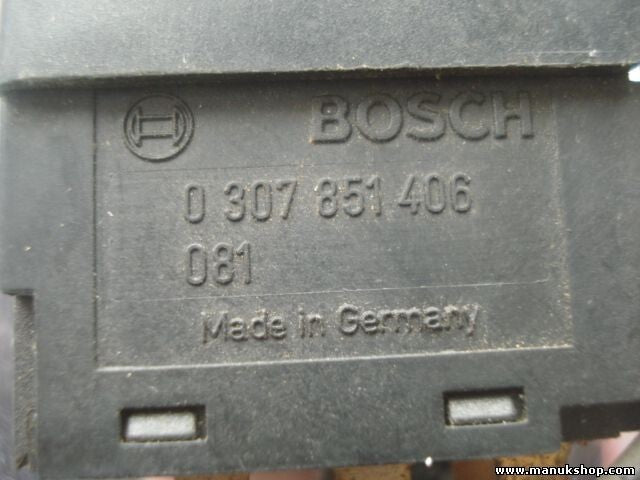 BOSCH
0 307 851 406
081
Made in Germany
www.manukshop.com